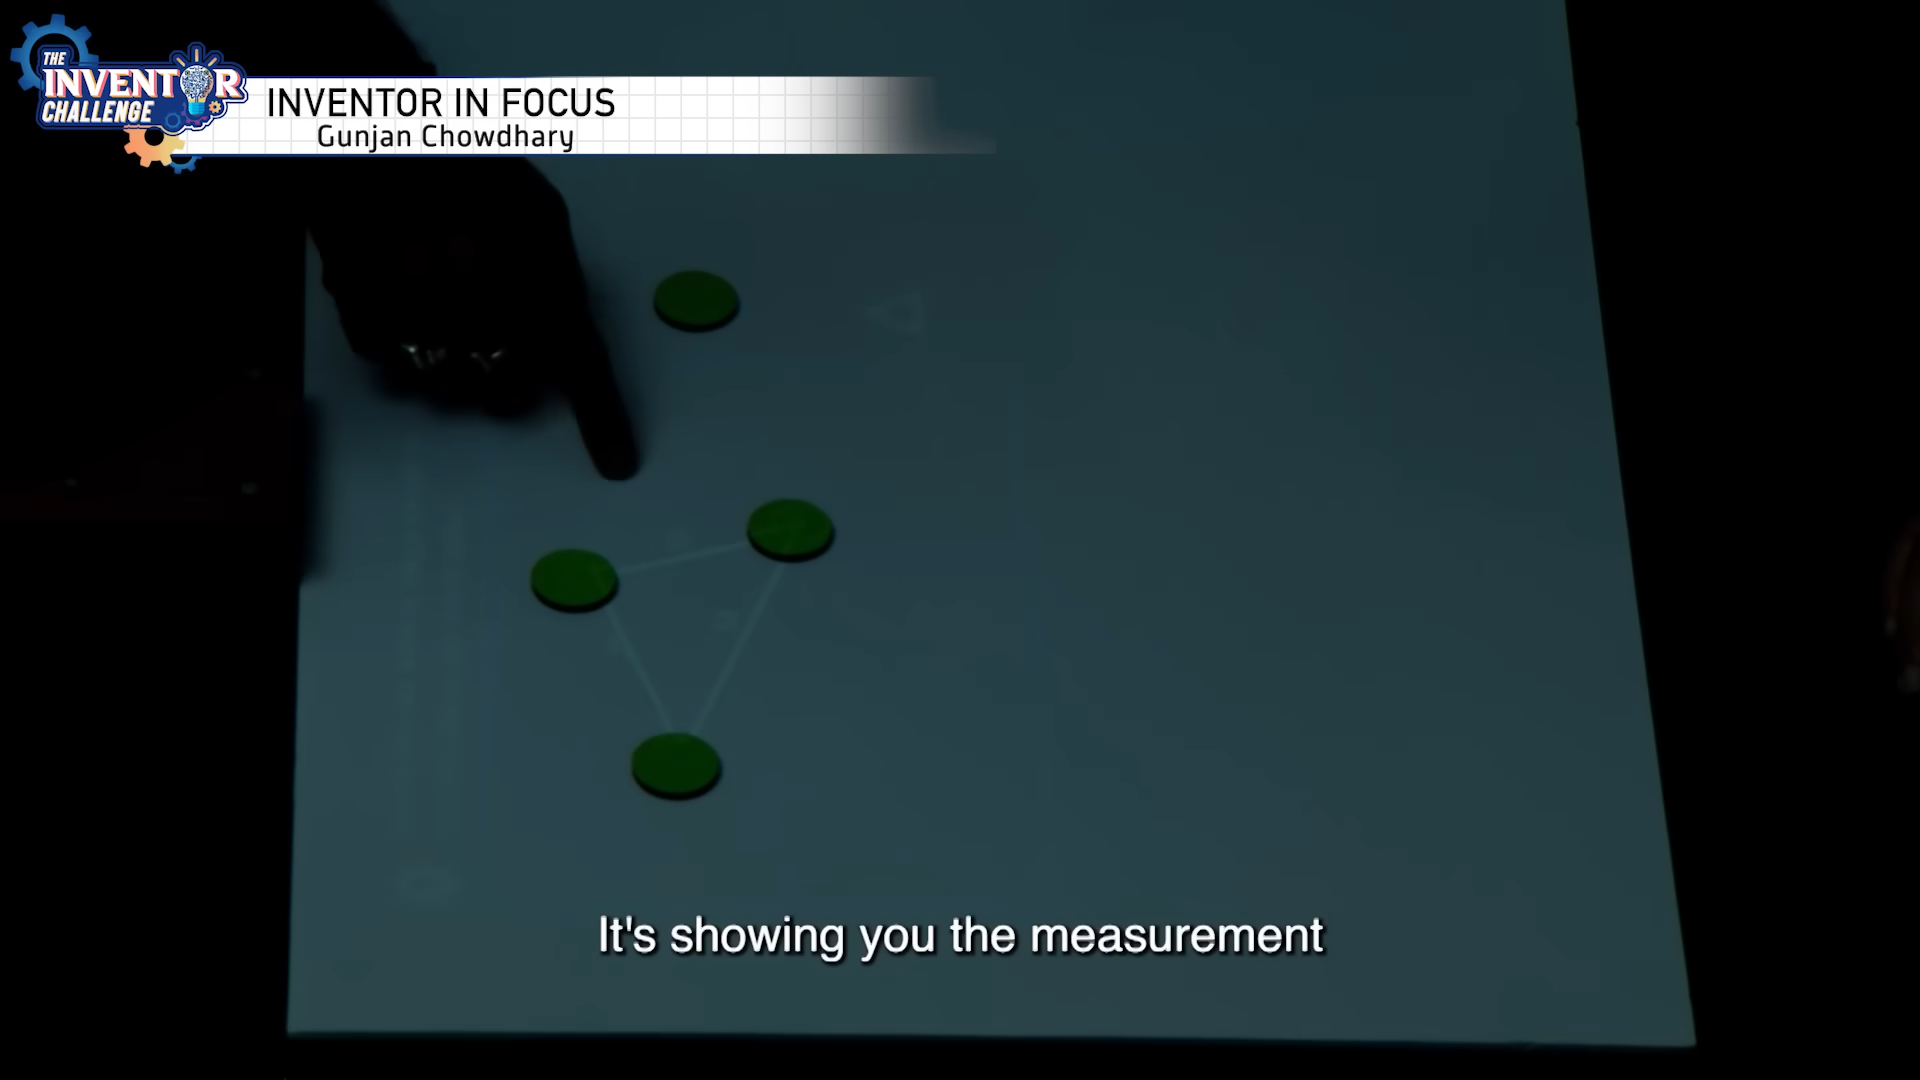 THE
INVENTOR
CHALLENGE
INVENTOR IN FOCUS
Gunjan Chowdhary
It's showing you the measurement